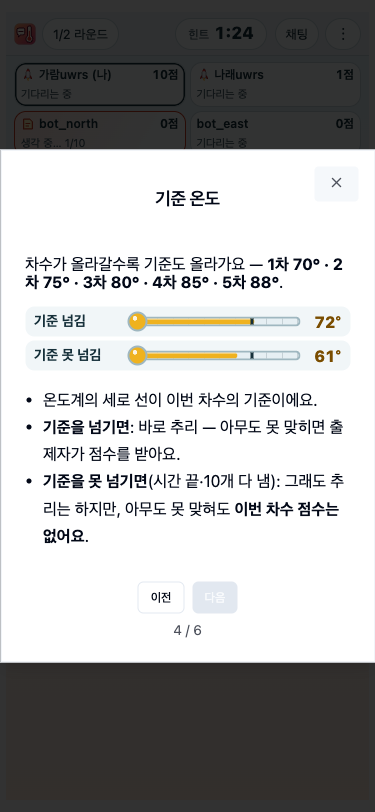 1/2 라운드
힌트 1:24
채팅
가람uwrs (나) 10점
기다리는 중
나래uwrs 1점
기다리는 중
bot_north 0점
생각 중… 1/10
bot_east 0점
기다리는 중
×
기준 온도
차수가 올라갈수록 기준도 올라가요 — 1차 70° · 2
차 75° · 3차 80° · 4차 85° · 5차 88°.
기준 넘김 72°
기준 못 넘김 61°
• 온도계의 세로 선이 이번 차수의 기준이에요.
• 기준을 넘기면: 바로 추리 — 아무도 못 맞히면 출
제자가 점수를 받아요.
• 기준을 못 넘기면(시간 끝·10개 다 냄): 그래도 추
리는 하지만, 아무도 못 맞혀도 이번 차수 점수는
없어요.
이전
다음
4 / 6